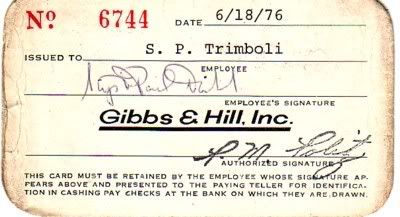 No. 6744 DATE 6/18/76
ISSUED TO S. P. Trimboli
EMPLOYEE
EMPLOYEE'S SIGNATURE
Gibbs & Hill, Inc.
AUTHORIZED SIGNATURE
THIS CARD MUST BE RETAINED BY THE EMPLOYEE WHOSE SIGNATURE AP-
PEARS ABOVE AND PRESENTED TO THE PAYING TELLER FOR IDENTIFICA-
TION IN CASHING PAY CHECKS AT THE BANK ON WHICH THEY ARE DRAWN.